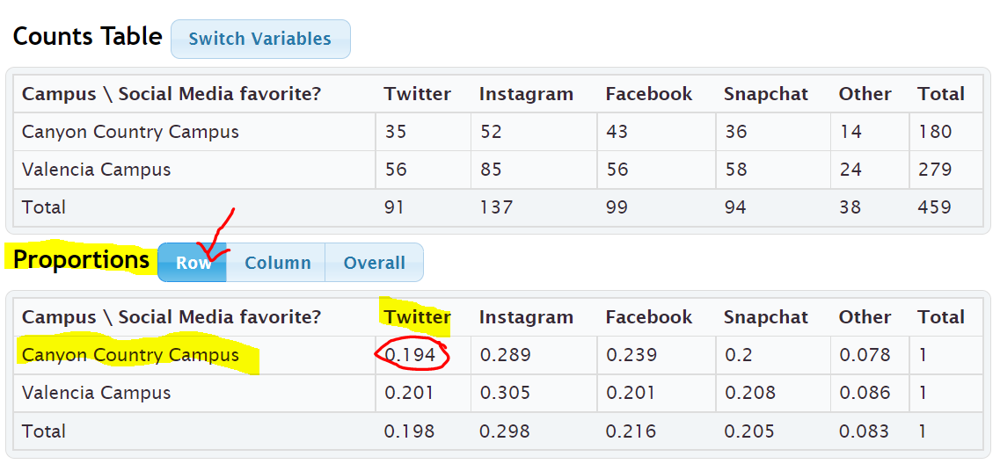 Counts Table Switch Variables
Campus \ Social Media favorite? Twitter Instagram Facebook Snapchat Other Total
Canyon Country Campus 35 52 43 36 14 180
Valencia Campus 56 85 56 58 24 279
Total 91 137 99 94 38 459
Proportions Row Column Overall
Campus \ Social Media favorite? Twitter Instagram Facebook Snapchat Other Total
Canyon Country Campus 0.194 0.289 0.239 0.2 0.078 1
Valencia Campus 0.201 0.305 0.201 0.208 0.086 1
Total 0.198 0.298 0.216 0.205 0.083 1